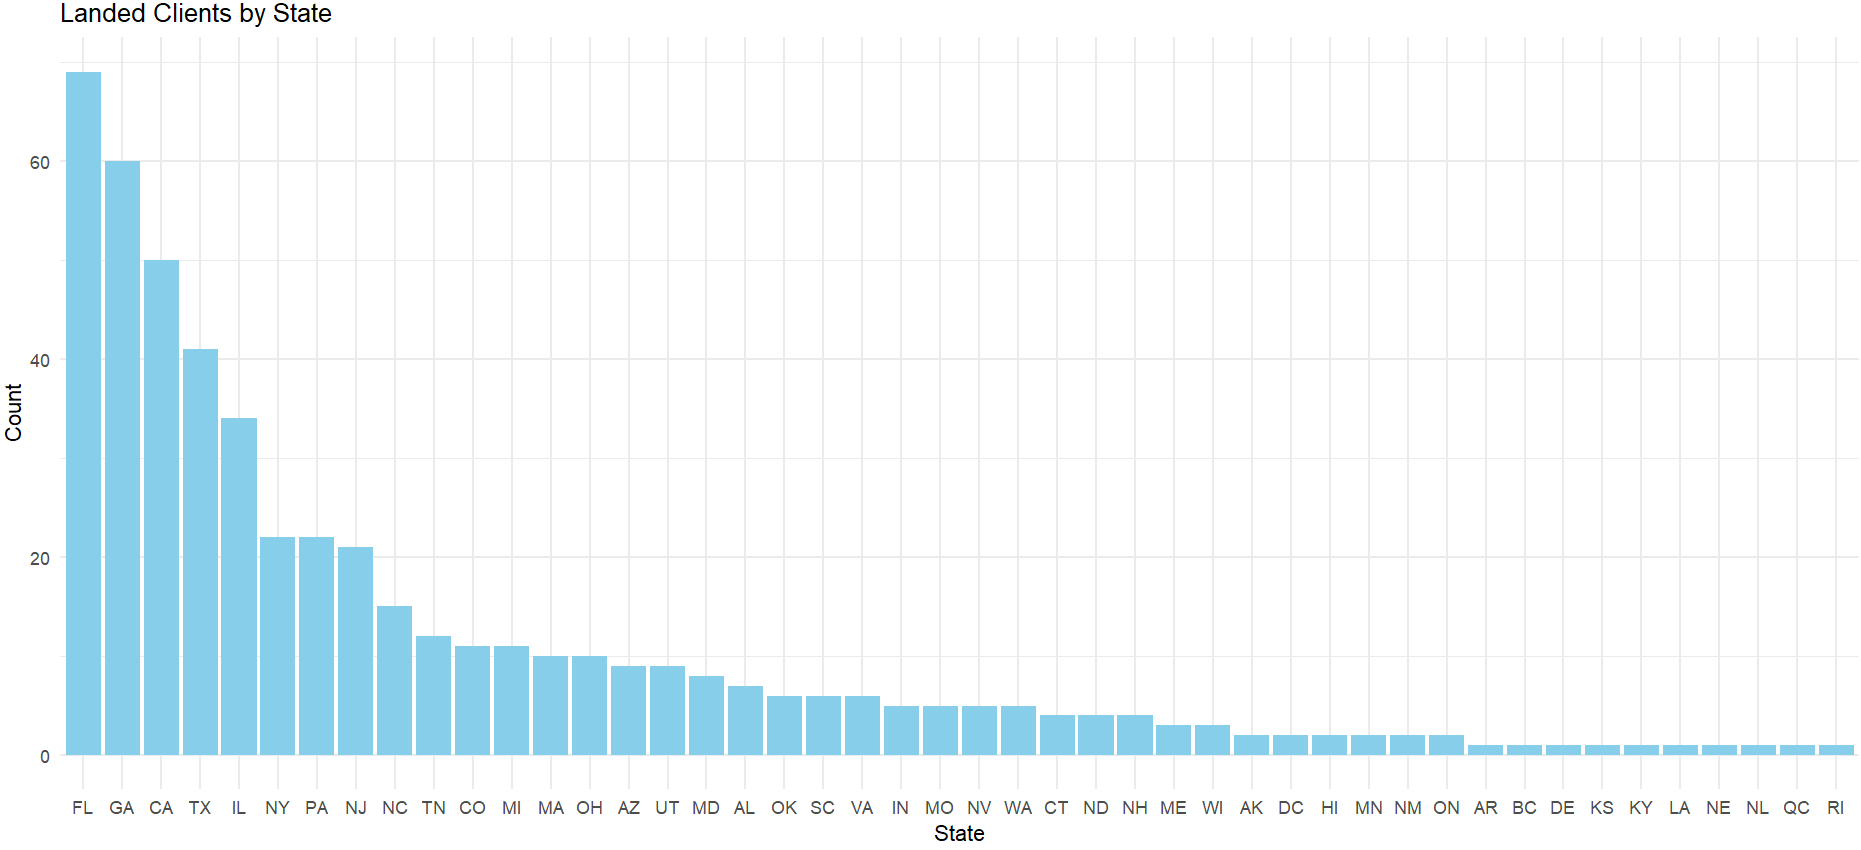 Landed Clients by State
Count
60
40
20
0
FL GA CA TX IL NY PA NJ NC TN CO MI MA OH AZ UT MD AL OK SC VA IN MO NV WA CT ND NH ME WI AK DC HI MN NM ON AR BC DE KS KY LA NE NL QC RI
State